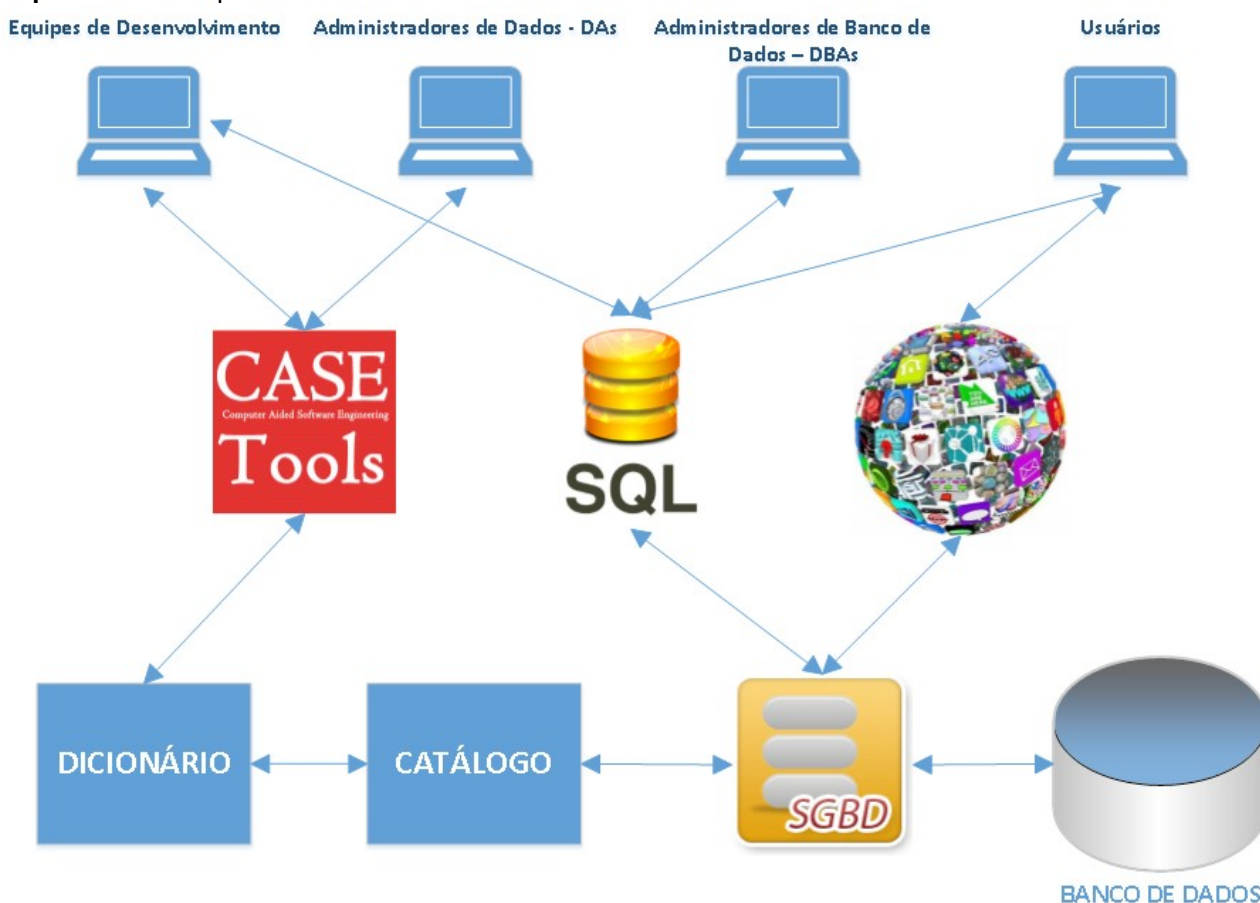 Equipes de Desenvolvimento
Administradores de Dados - DAs
Administradores de Banco de
Dados – DBAs
Usuários
CASE
Computer Aided Software Engineering
Tools
SQL
DICIONÁRIO
CATÁLOGO
SGBD
BANCO DE DADOS